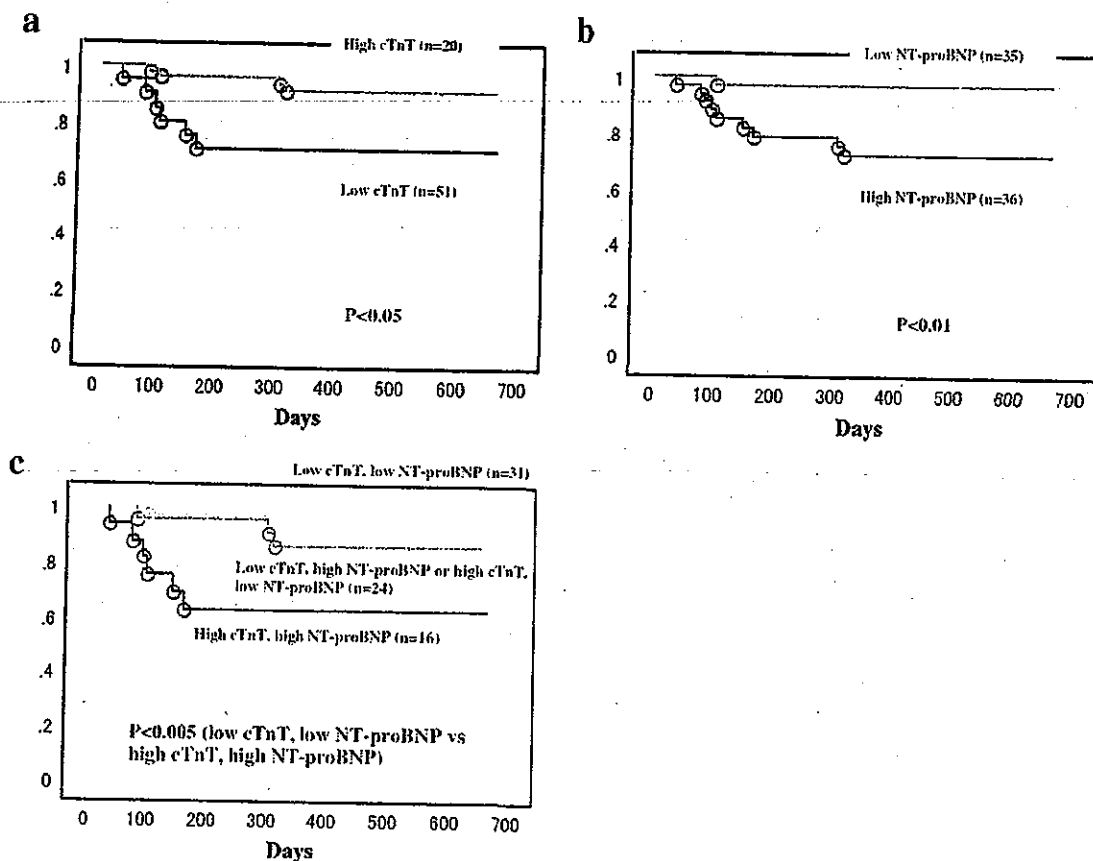 a
High cTnT (n=20)
1
.8
.6
.4
.2
0
Low cTnT (n=51)
P<0.05
0 100 200 300 400 500 600 700
Days
b
Low NT-proBNP (n=35)
1
.8
.6
.4
.2
0
High NT-proBNP (n=36)
P<0.01
0 100 200 300 400 500 600 700
Days
c
Low cTnT, low NT-proBNP (n=31)
1
.8
.6
.4
.2
0
Low cTnT, high NT-proBNP or high cTnT,
low NT-proBNP (n=24)
High cTnT, high NT-proBNP (n=16)
P<0.005 (low cTnT, low NT-proBNP vs
high cTnT, high NT-proBNP)
0 100 200 300 400 500 600 700
Days